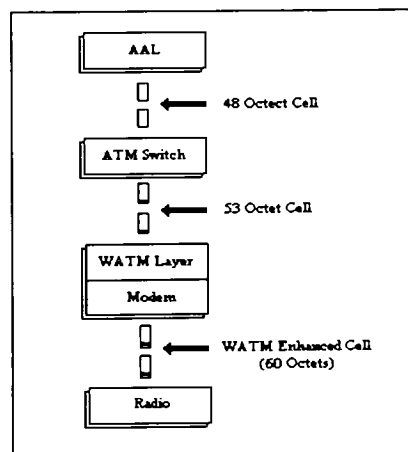 AAL
48 Octect Cell
ATM Switch
53 Octet Cell
WATM Layer
Modem
WATM Enhanced Cell
(60 Octets)
Radio